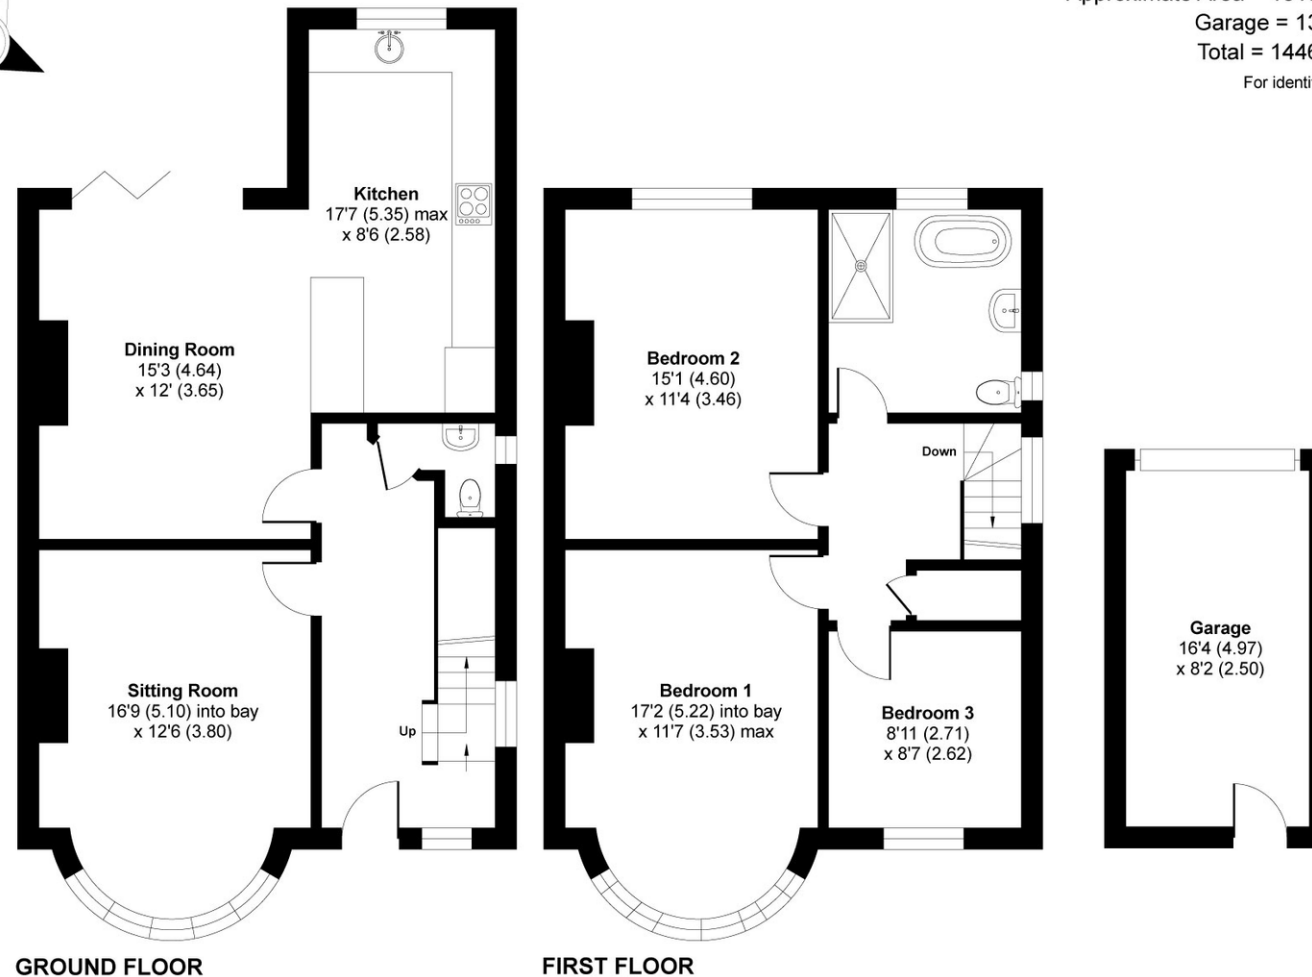 Garage = 13
Total = 1446
For identi
Kitchen
17'7 (5.35) max
x 8'6 (2.58)
Dining Room
15'3 (4.64)
x 12' (3.65)
Bedroom 2
15'1 (4.60)
x 11'4 (3.46)
Down
Sitting Room
16'9 (5.10) into bay
x 12'6 (3.80)
Up
Bedroom 1
17'2 (5.22) into bay
x 11'7 (3.53) max
Bedroom 3
8'11 (2.71)
x 8'7 (2.62)
Garage
16'4 (4.97)
x 8'2 (2.50)
GROUND FLOOR
FIRST FLOOR